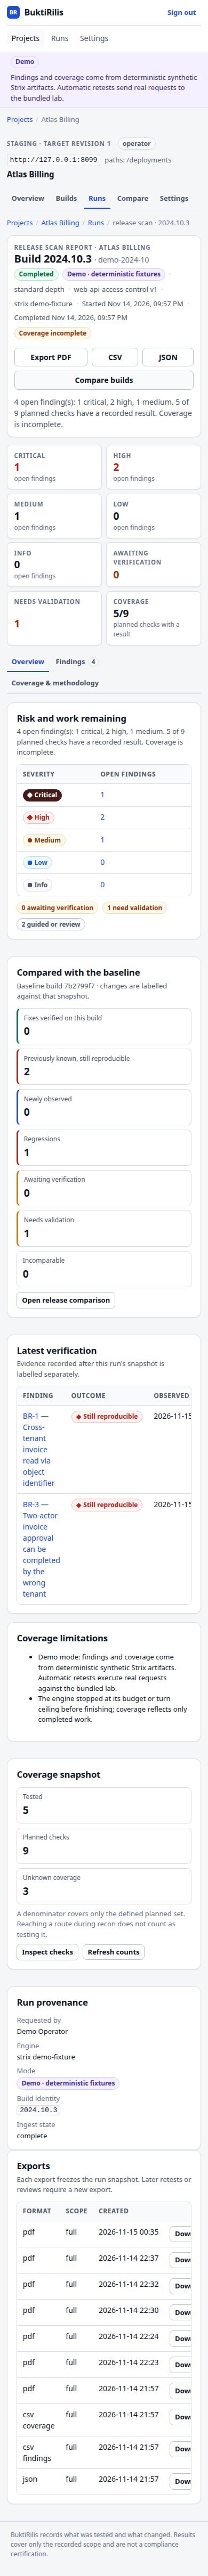 BR BuktiRilis Sign out
Projects Runs Settings
Demo
Findings and coverage come from deterministic synthetic
Strix artifacts. Automatic retests send real requests to
the bundled lab.
Projects / Atlas Billing
STAGING · TARGET REVISION 1 operator
http://127.0.0.1:8099 paths: /deployments
Atlas Billing
Overview Builds Runs Compare Settings
Projects / Atlas Billing / Runs / release scan · 2024.10.3
RELEASE SCAN REPORT · ATLAS BILLING
Build 2024.10.3 · demo-2024-10
Completed Demo · deterministic fixtures ·
standard depth · web-api-access-control v1 ·
strix demo-fixture · Started Nov 14, 2026, 09:57 PM ·
Completed Nov 14, 2026, 09:57 PM
Coverage incomplete
Export PDF CSV JSON
Compare builds
4 open finding(s): 1 critical, 2 high, 1 medium. 5 of
9 planned checks have a recorded result. Coverage
is incomplete.
CRITICAL
1
open findings
HIGH
2
open findings
MEDIUM
1
open findings
LOW
0
open findings
INFO
0
open findings
AWAITING
VERIFICATION
0
NEEDS VALIDATION
1
COVERAGE
5/9
planned checks with a
result
Overview Findings 4
Coverage & methodology
Risk and work remaining
4 open finding(s): 1 critical, 2 high, 1 medium. 5 of 9
planned checks have a recorded result. Coverage is
incomplete.
SEVERITY OPEN FINDINGS
Critical 1
High 2
Medium 1
Low 0
Info 0
0 awaiting verification 1 need validation
2 guided or review
Compared with the baseline
Baseline build 7b2799f7 · changes are labelled
against that snapshot.
Fixes verified on this build
0
Previously known, still reproducible
2
Newly observed
0
Regressions
1
Awaiting verification
0
Needs validation
1
Incomparable
0
Open release comparison
Latest verification
Evidence recorded after this run's snapshot is
labelled separately.
FINDING OUTCOME OBSERVED
BR-1 — Still reproducible 2026-11-15
Cross-
tenant
invoice
read via
object
identifier
BR-3 — Still reproducible 2026-11-15
Two-actor
invoice
approval
can be
completed
by the
wrong
tenant
Coverage limitations
• Demo mode: findings and coverage come
from deterministic synthetic Strix artifacts.
Automatic retests execute real requests
against the bundled lab.
• The engine stopped at its budget or turn
ceiling before finishing; coverage reflects only
completed work.
Coverage snapshot
Tested
5
Planned checks
9
Unknown coverage
3
A denominator covers only the defined planned set.
Reaching a route during recon does not count as
testing it.
Inspect checks Refresh counts
Run provenance
Requested by
Demo Operator
Engine
strix demo-fixture
Mode
Demo · deterministic fixtures
Build identity
2024.10.3
Ingest state
complete
Exports
Each export freezes the run snapshot. Later retests or
reviews require a new export.
FORMAT SCOPE CREATED
pdf full 2026-11-15 00:35 Dow
pdf full 2026-11-14 22:37 Dow
pdf full 2026-11-14 22:32 Dow
pdf full 2026-11-14 22:30 Dow
pdf full 2026-11-14 22:24 Dow
pdf full 2026-11-14 22:23 Dow
pdf full 2026-11-14 21:57 Dow
csv full 2026-11-14 21:57 Dow
coverage
csv full 2026-11-14 21:57 Dow
findings
json full 2026-11-14 21:57 Dow
BuktiRilis records what was tested and what changed. Results
cover only the recorded scope and are not a compliance
certification.